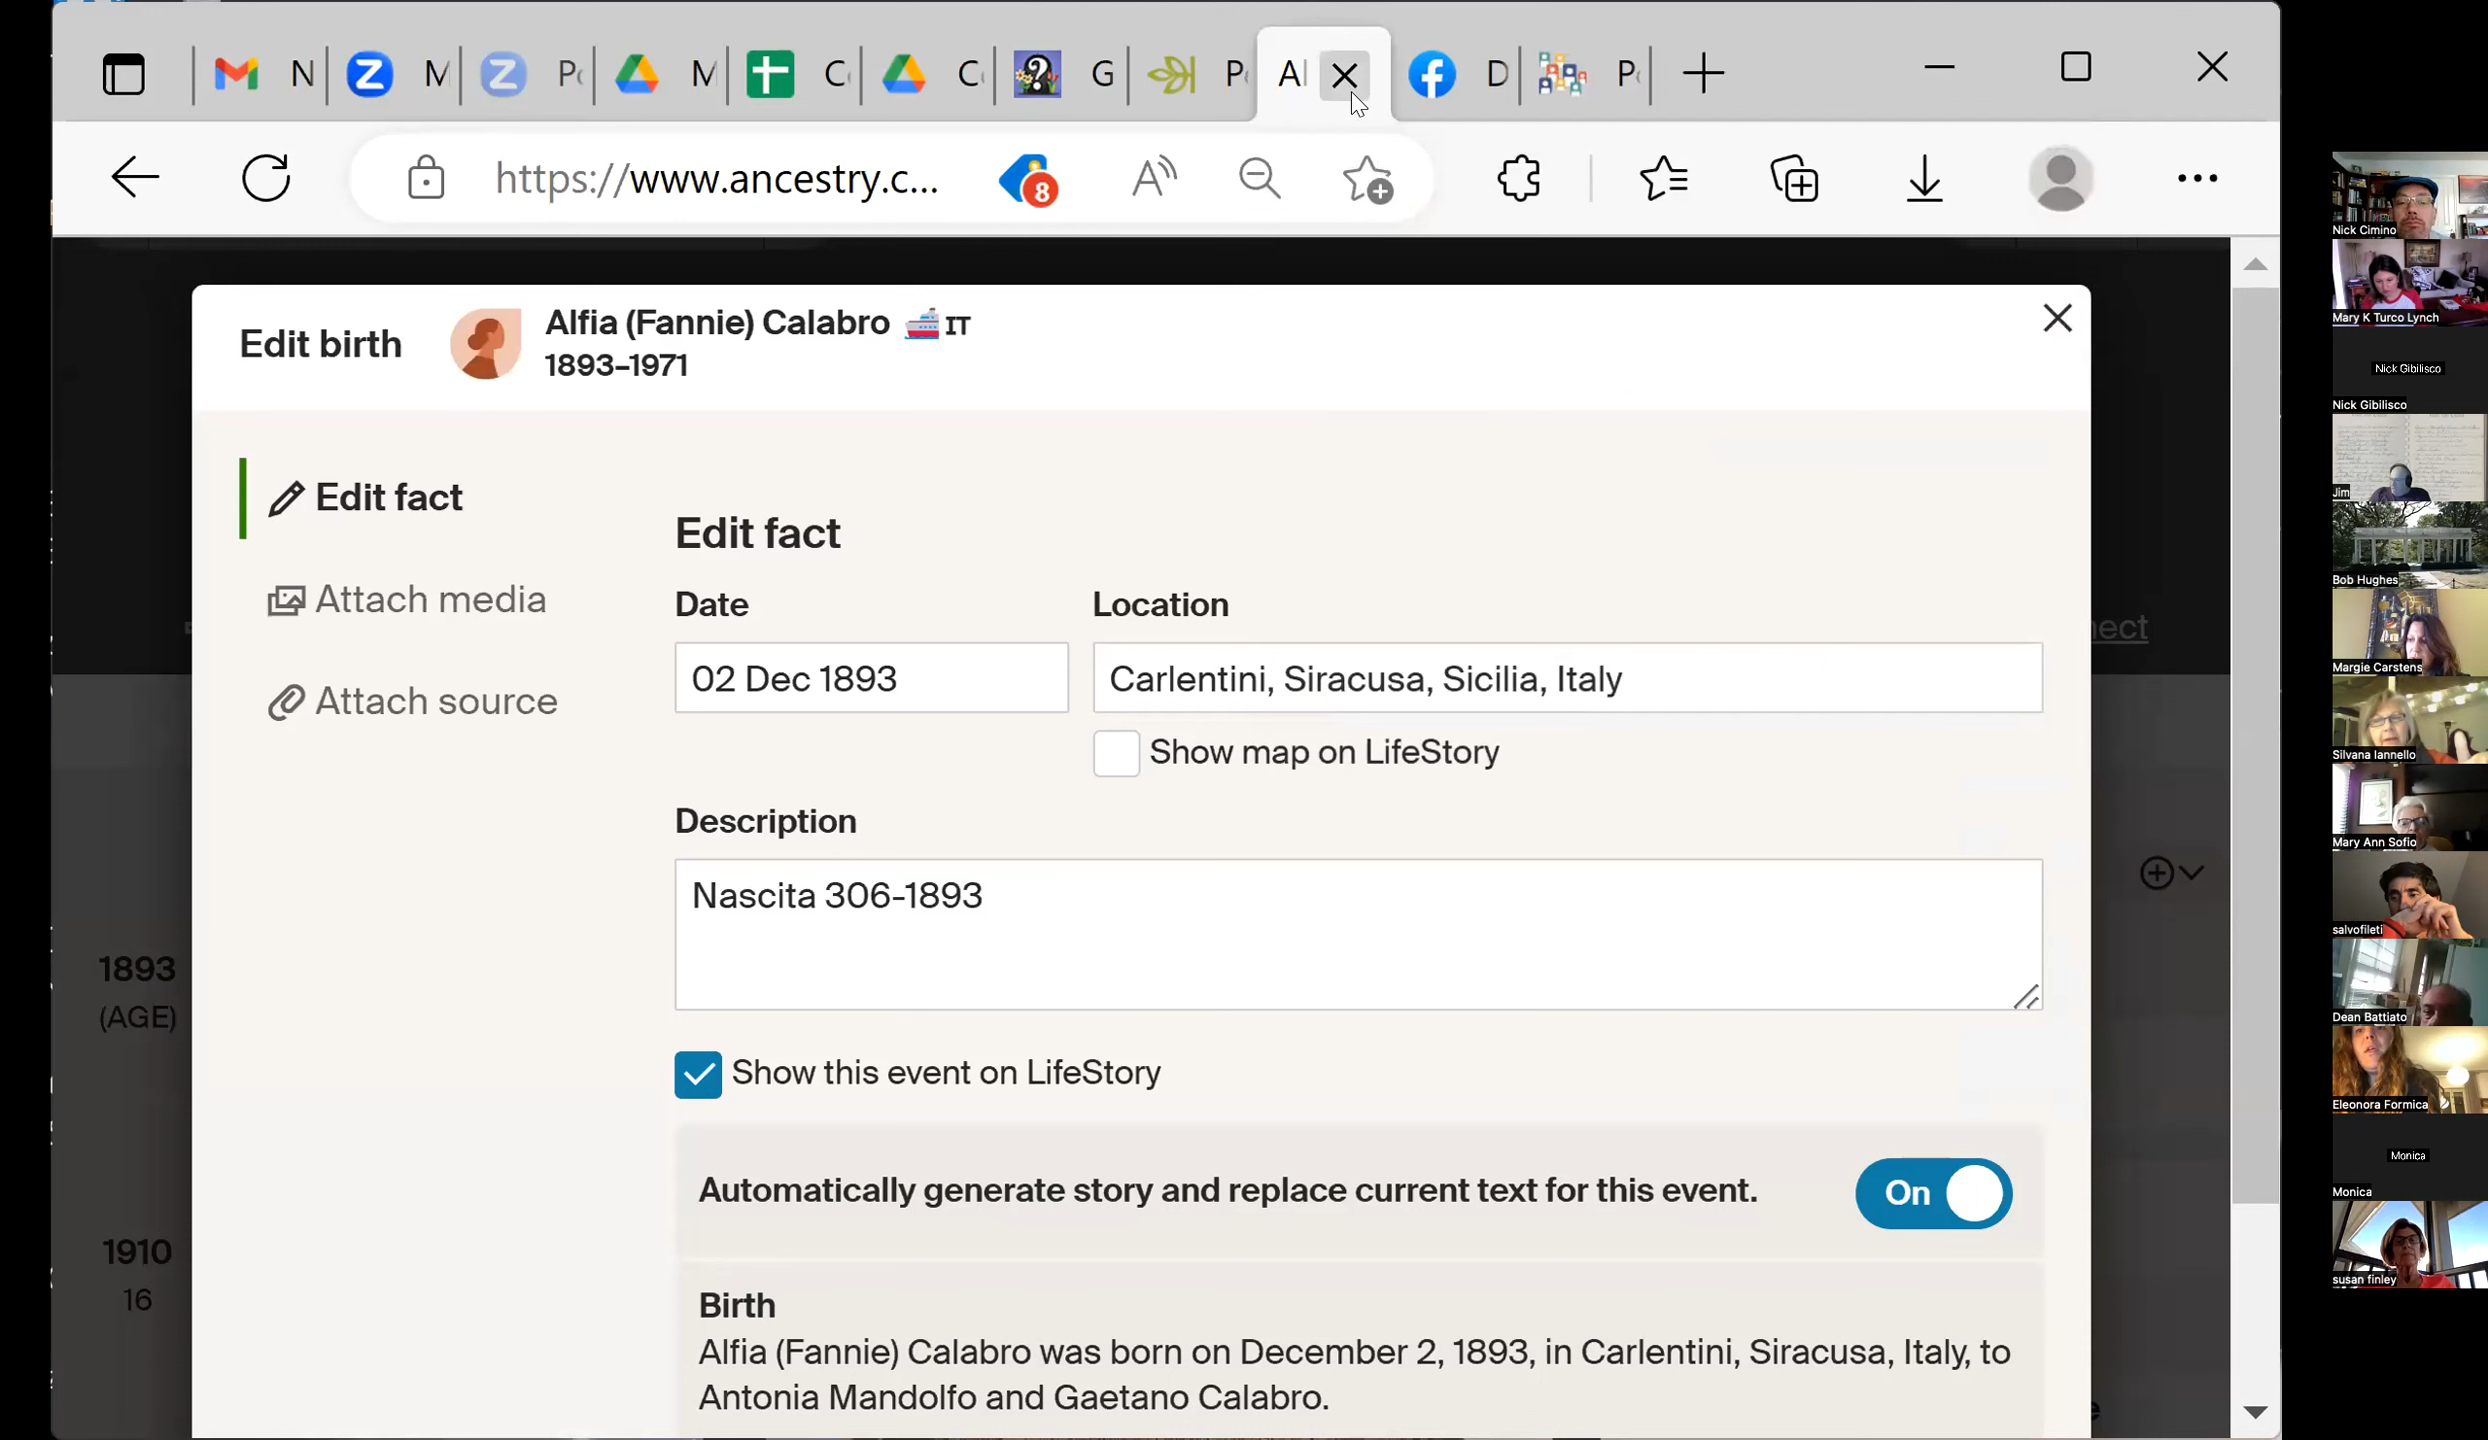 N
M
Po
M
C
C
G
P
Al
D
P
https://www.ancestry.c...
8
Edit birth
Alfia (Fannie) Calabro 🚢 IT
1893–1971
Edit fact
Attach media
Attach source
Edit fact
Date
Location
02 Dec 1893
Carlentini, Siracusa, Sicilia, Italy
Show map on LifeStory
Description
Nascita 306-1893
Show this event on LifeStory
Automatically generate story and replace current text for this event.
On
Birth
Alfia (Fannie) Calabro was born on December 2, 1893, in Carlentini, Siracusa, Italy, to
Antonia Mandolfo and Gaetano Calabro.
1893
(AGE)
1910
16
nect
Nick Cimino
Mary K Turco Lynch
Nick Gibilisco
Nick Gibilisco
Jim
Bob Hughes
Margie Carstens
Silvana Iannello
Mary Ann Sofio
salvofileti
Dean Battiato
Eleonora Formica
Monica
Monica
susan finley